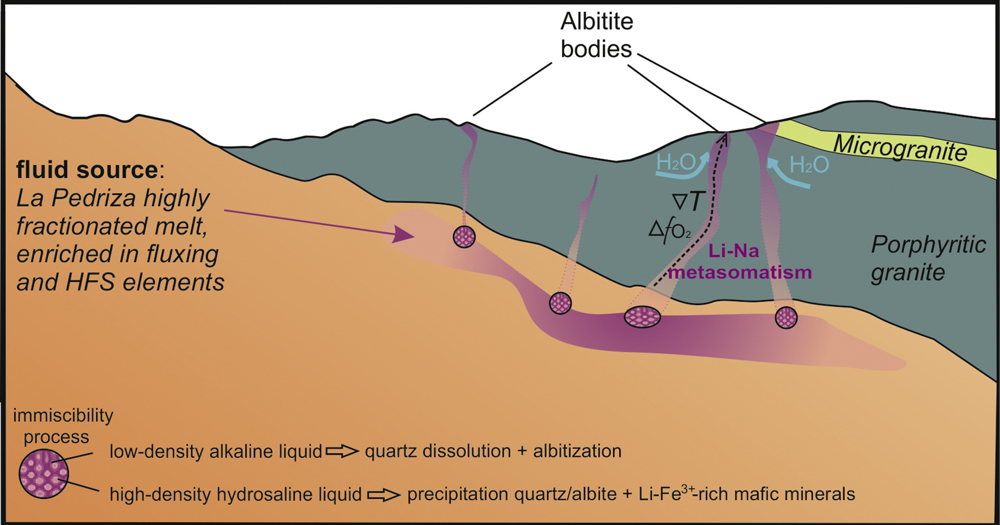 Albitite
bodies
Microgranite
H₂O
H₂O
fluid source:
La Pedriza highly
fractionated melt,
enriched in fluxing
and HFS elements
▽T
ΔfO₂
Li-Na
metasomatism
Porphyritic
granite
immiscibility
process
low-density alkaline liquid ⇨ quartz dissolution + albitization
high-density hydrosaline liquid ⇨ precipitation quartz/albite + Li-Fe³⁺-rich mafic minerals